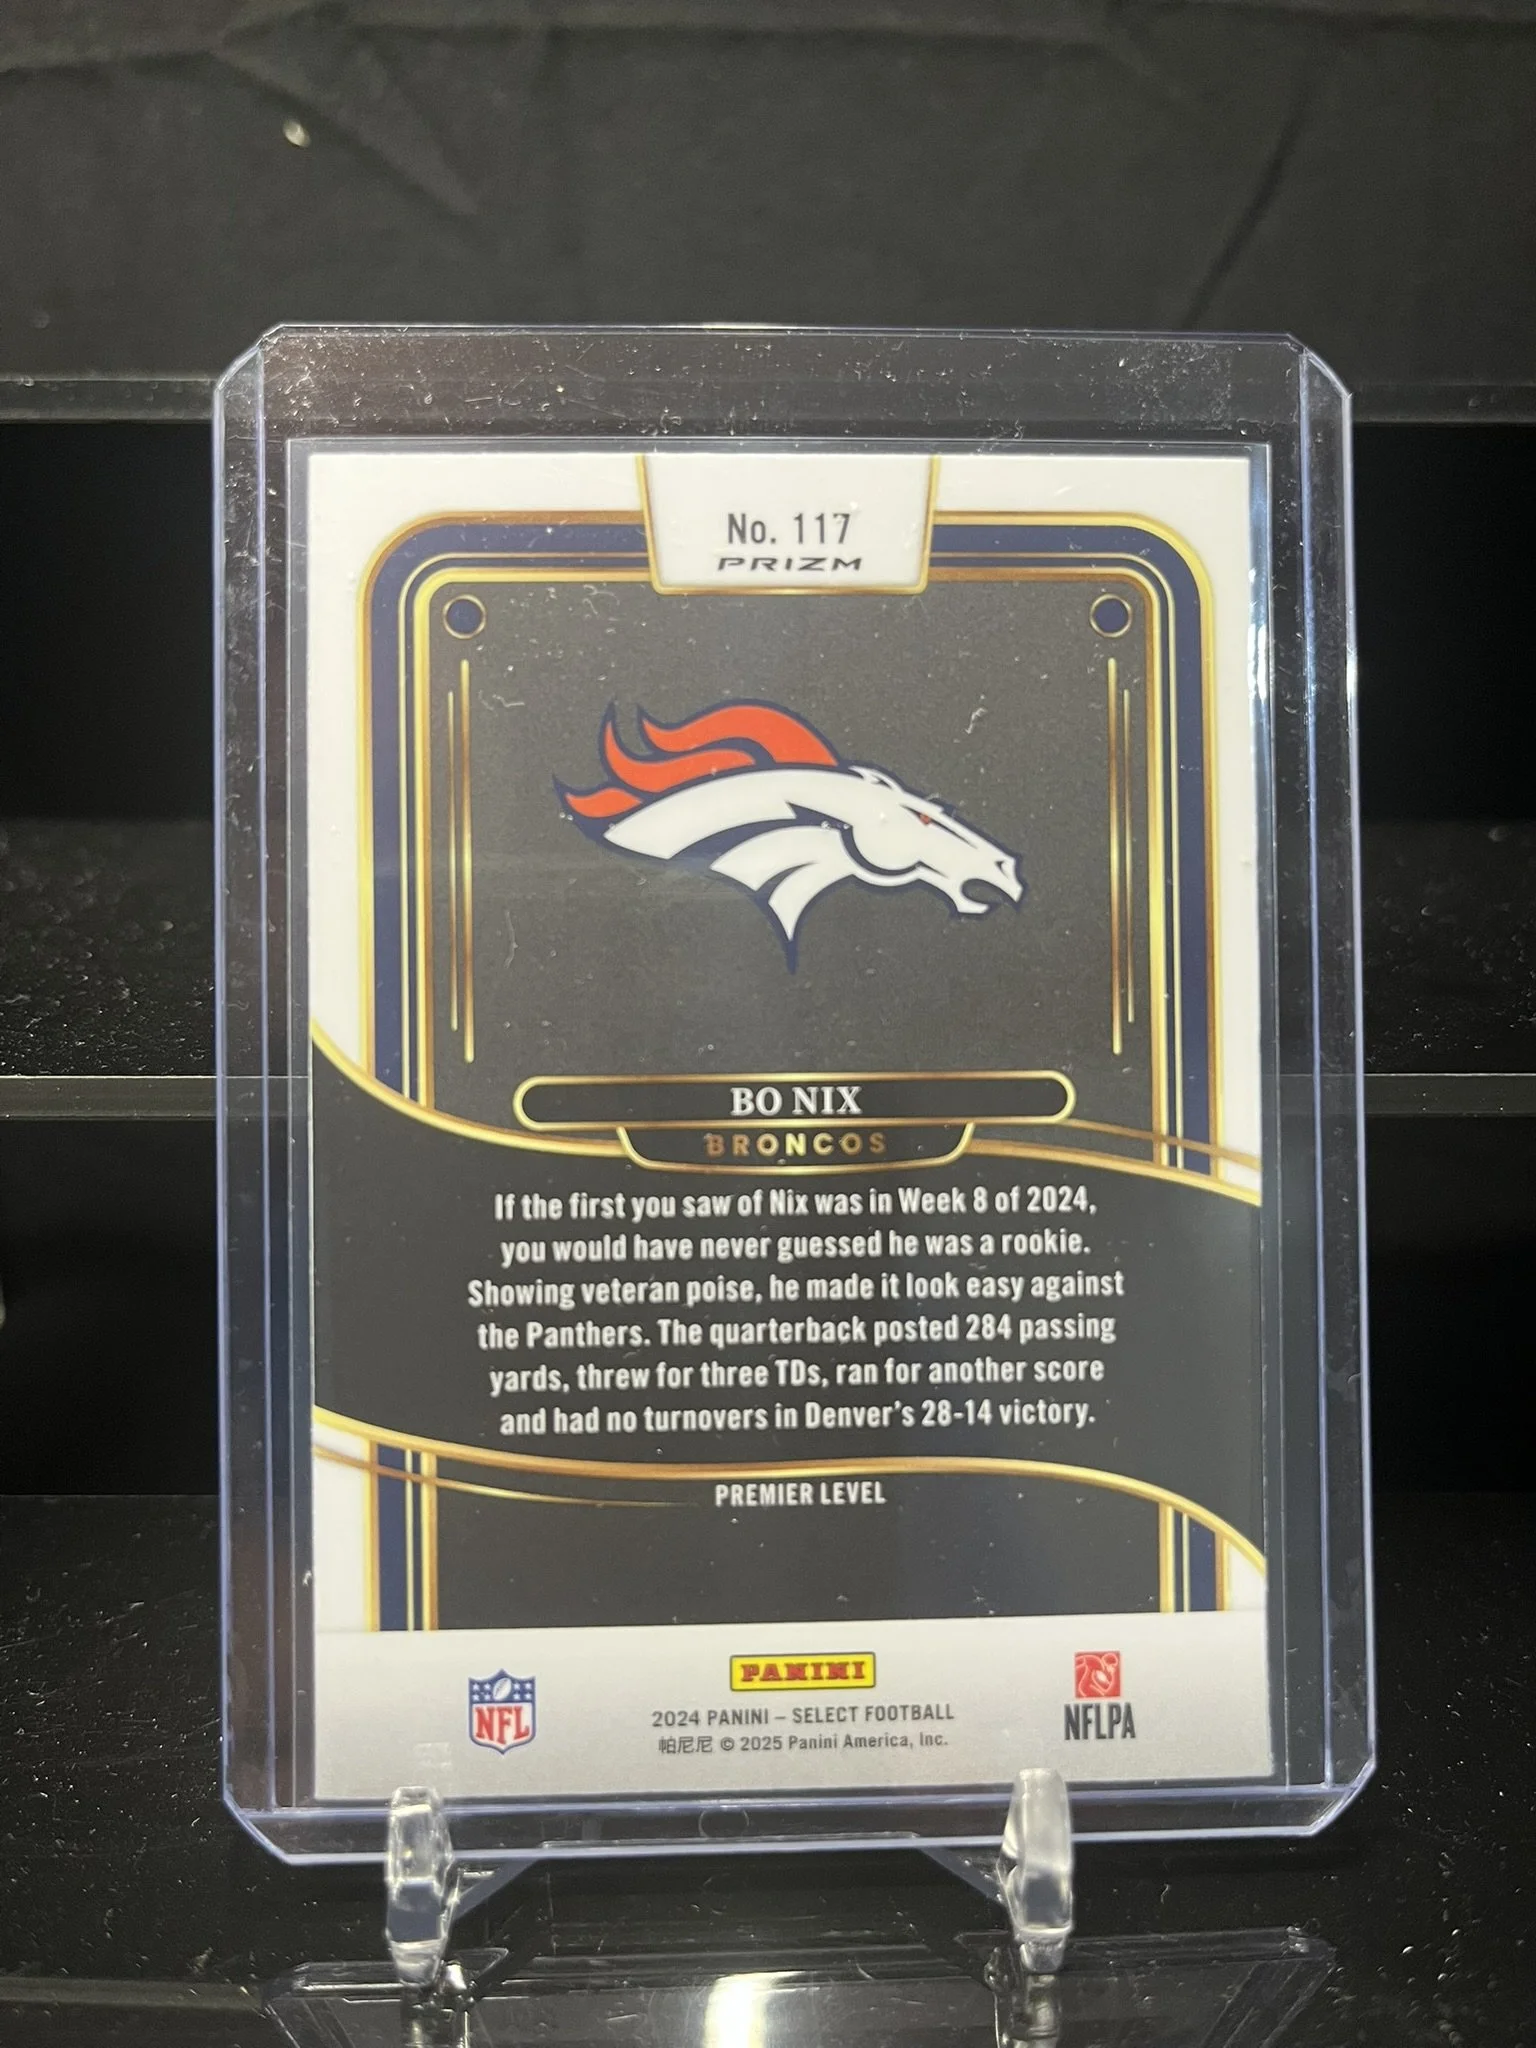 No. 117
PRIZM
BO NIX
BRONCOS
If the first you saw of Nix was in Week 8 of 2024,
you would have never guessed he was a rookie.
Showing veteran poise, he made it look easy against
the Panthers. The quarterback posted 284 passing
yards, threw for three TDs, ran for another score
and had no turnovers in Denver's 28-14 victory.
PREMIER LEVEL
NFL
PANINI
2024 PANINI – SELECT FOOTBALL
帕尼尼 © 2025 Panini America, Inc.
NFLPA